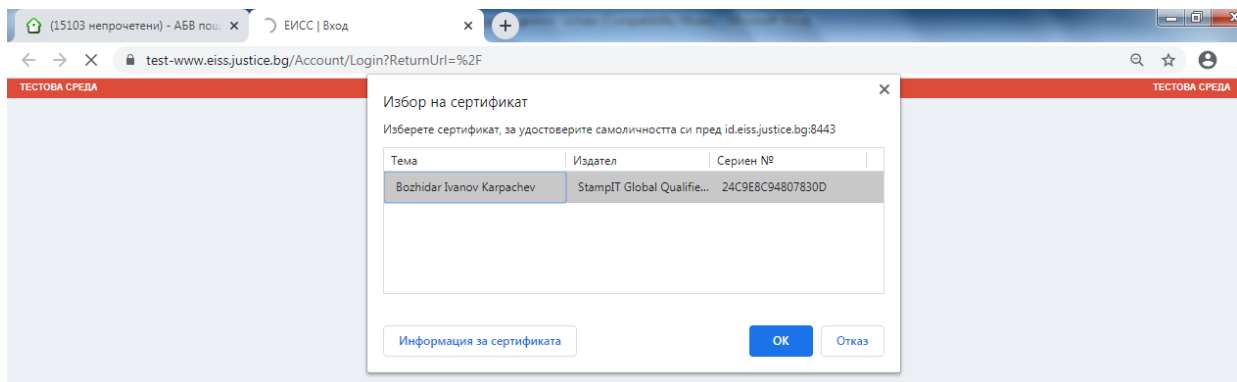 (15103 непрочетени) - АБВ пощ
ЕИСС | Вход
test-www.eiss.justice.bg/Account/Login?ReturnUrl=%2F
ТЕСТОВА СРЕДА
ТЕСТОВА СРЕДА
Избор на сертификат
Изберете сертификат, за удостоверите самоличността си пред id.eiss.justice.bg:8443
Тема Издател Сериен №
Bozhidar Ivanov Karpachev StampIT Global Qualifie... 24C9E8C94807830D
Информация за сертификата OK Отказ